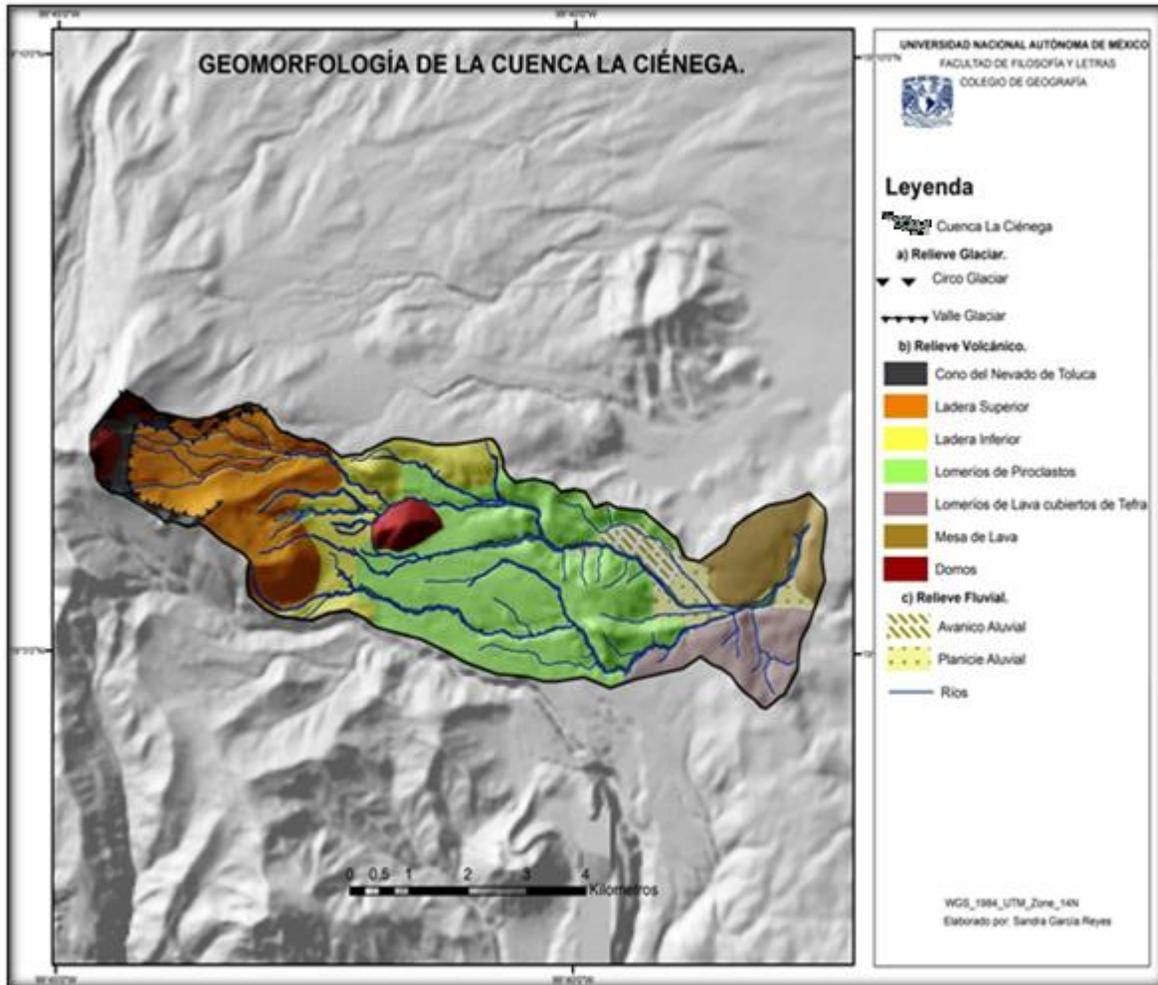 GEOMORFOLOGÍA DE LA CUENCA LA CIÉNEGA.
0 0,5 1 2 3 4
Kilometros
UNIVERSIDAD NACIONAL AUTÓNOMA DE MÉXICO
FACULTAD DE FILOSOFÍA Y LETRAS
COLEGIO DE GEOGRAFÍA
Leyenda
Cuenca La Ciénega
a) Relieve Glaciar.
Circo Glaciar
Valle Glaciar
b) Relieve Volcánico.
Cono del Nevado de Toluca
Ladera Superior
Ladera Inferior
Lomeríos de Piroclastos
Lomeríos de Lava cubiertos de Tefra
Mesa de Lava
Domos
c) Relieve Fluvial.
Avanico Aluvial
Planicie Aluvial
Ríos
WGS_1984_UTM_Zone_14N
Elaborado por: Sandra García Reyes